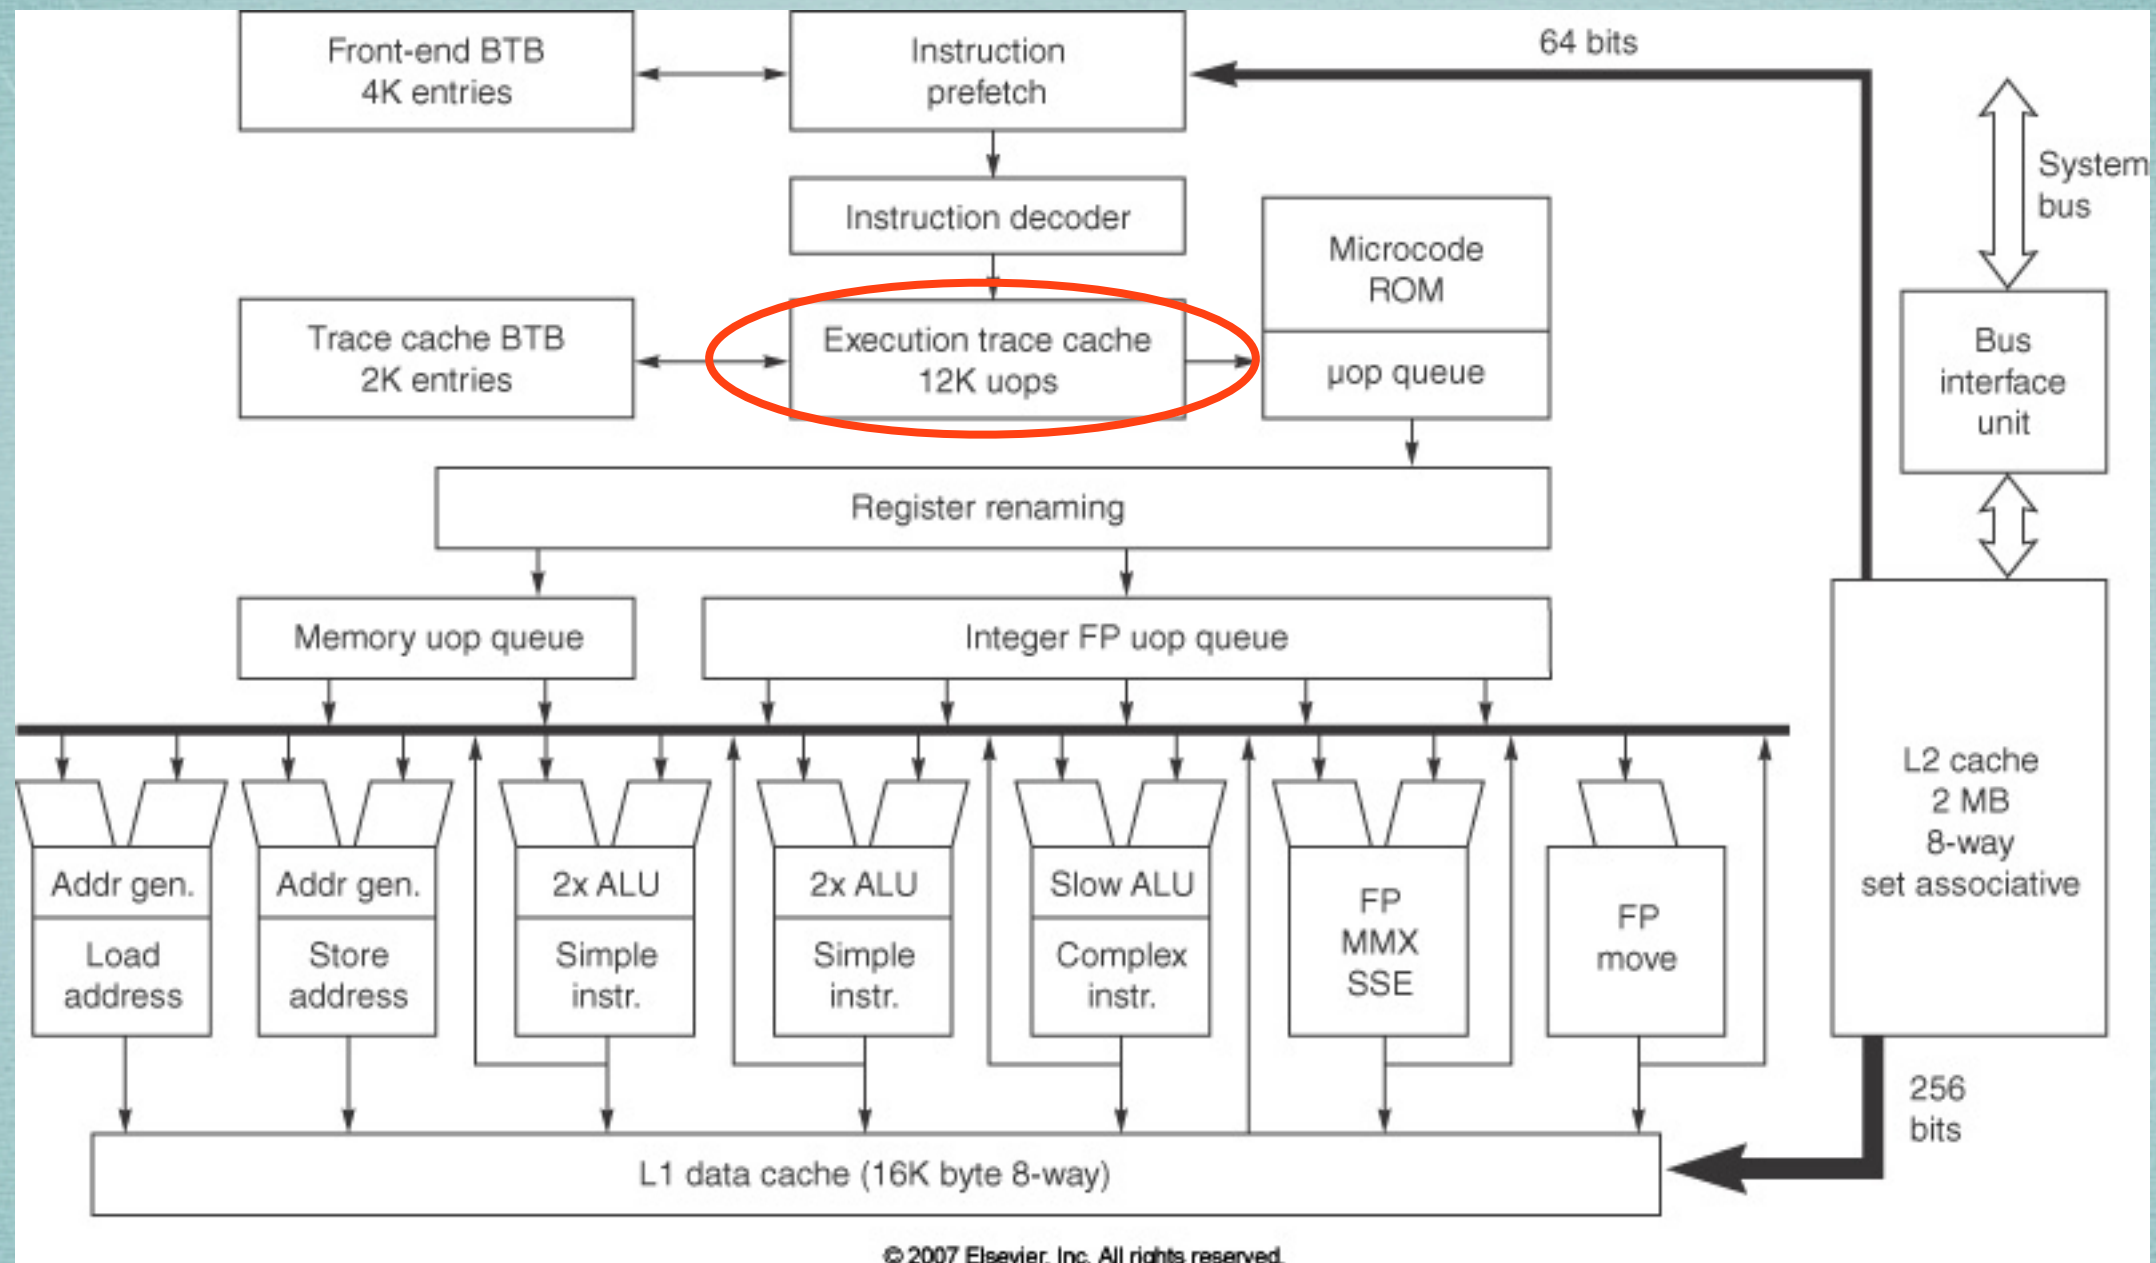 Front-end BTB
4K entries
Instruction
prefetch
64 bits
System
bus
Instruction decoder
Microcode
ROM
Trace cache BTB
2K entries
Execution trace cache
12K uops
µop queue
Bus
interface
unit
Register renaming
Memory uop queue
Integer FP uop queue
L2 cache
2 MB
8-way
set associative
Addr gen.
Load
address
Addr gen.
Store
address
2x ALU
Simple
instr.
2x ALU
Simple
instr.
Slow ALU
Complex
instr.
FP
MMX
SSE
FP
move
256
bits
L1 data cache (16K byte 8-way)
© 2007 Elsevier, Inc. All rights reserved.